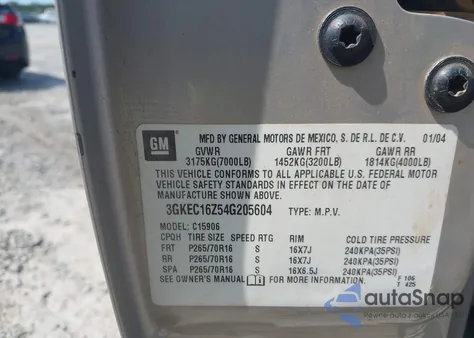 GM
MFD BY GENERAL MOTORS DE MEXICO, S. DE R.L. DE C.V. 01/04
GVWR GAWR FRT GAWR RR
3175KG(7000LB) 1452KG(3200LB) 1814KG(4000LB)
THIS VEHICLE CONFORMS TO ALL APPLICABLE U.S. FEDERAL MOTOR
VEHICLE SAFETY STANDARDS IN EFFECT ON THE DATE OF
MANUFACTURE SHOWN ABOVE.
3GKEC16Z54G205604 TYPE: M.P.V.
MODEL: C15906
CPQH TIRE SIZE SPEED RTG RIM COLD TIRE PRESSURE
FRT P265/70R16 S 16X7J 240KPA(35PSI)
RR P265/70R16 S 16X7J 240KPA(35PSI)
SPA P265/70R16 S 16X6.5J 240KPA(35PSI)
SEE OWNER'S MANUAL FOR MORE INFORMATION.
F 106
T 425
autoSnap